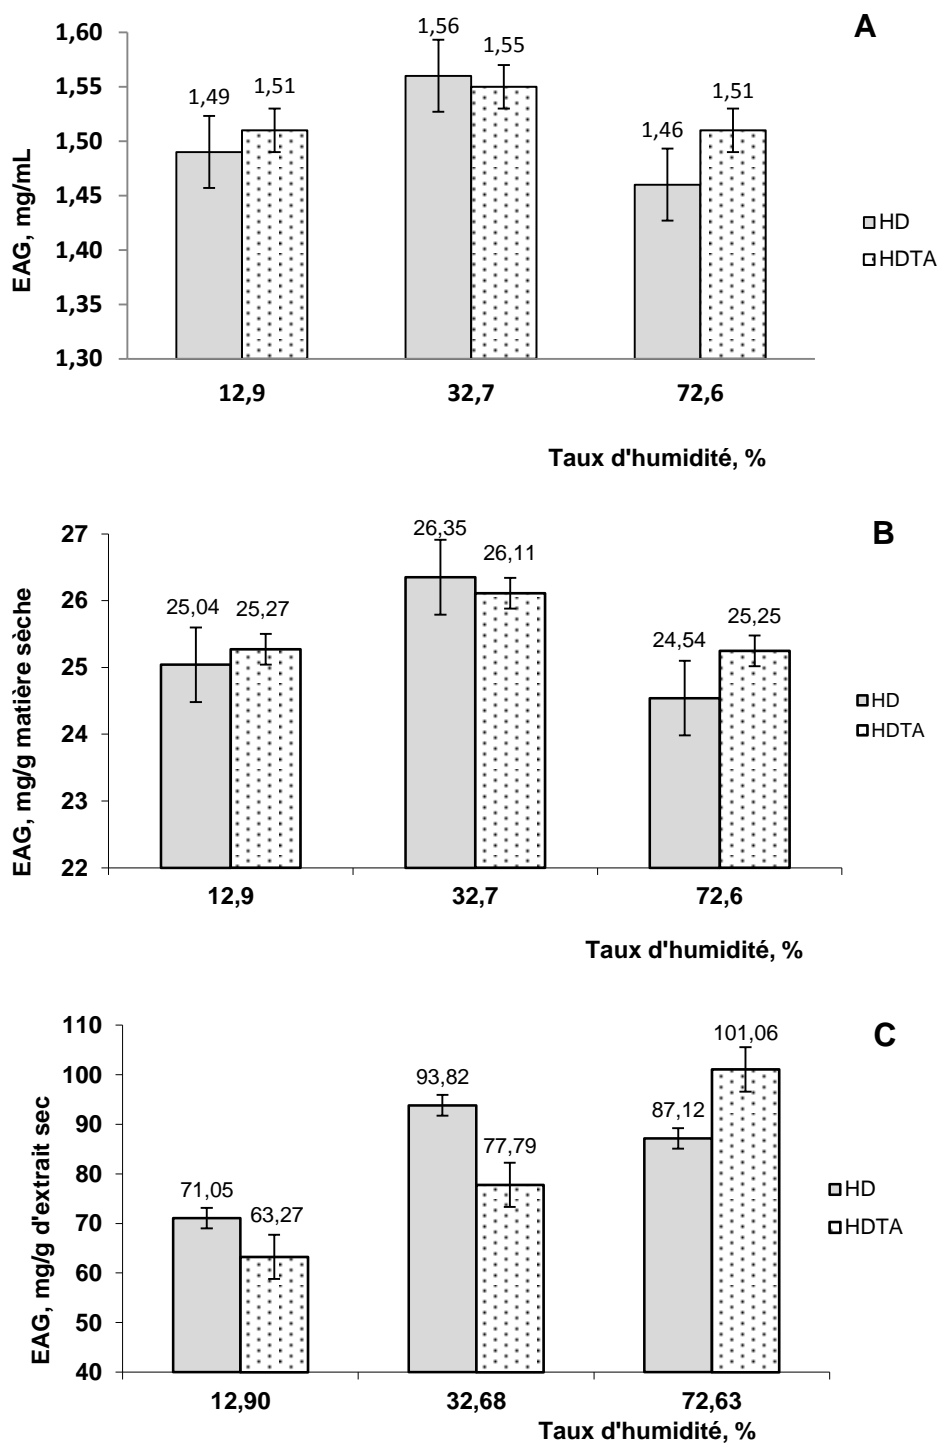 A
1,60
1,55
1,50
1,45
1,40
1,35
1,30
EAG, mg/mL
1,49
1,51
1,56
1,55
1,46
1,51
HD
HDTA
12,9 32,7 72,6
Taux d'humidité, %
B
27
26
25
24
23
22
EAG, mg/g matière sèche
25,04
25,27
26,35
26,11
24,54
25,25
HD
HDTA
12,9 32,7 72,6
Taux d'humidité, %
C
110
100
90
80
70
60
50
40
EAG, mg/g d'extrait sec
71,05
63,27
93,82
77,79
87,12
101,06
HD
HDTA
12,90 32,68 72,63
Taux d'humidité, %